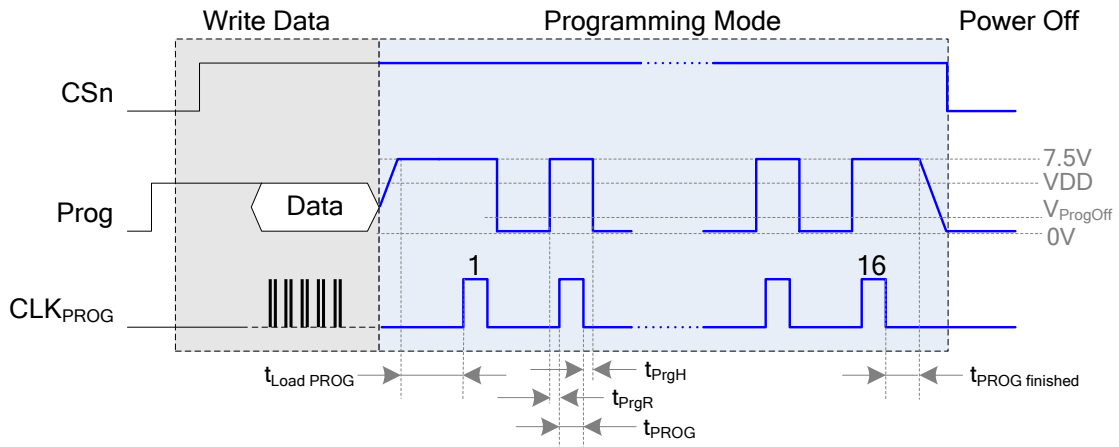 Write Data Programming Mode Power Off
CSn
7.5V
VDD
Prog Data
VProgOff
0V
1 16
CLKPROG
tLoad PROG tPrgH tPROG finished
tPrgR
tPROG